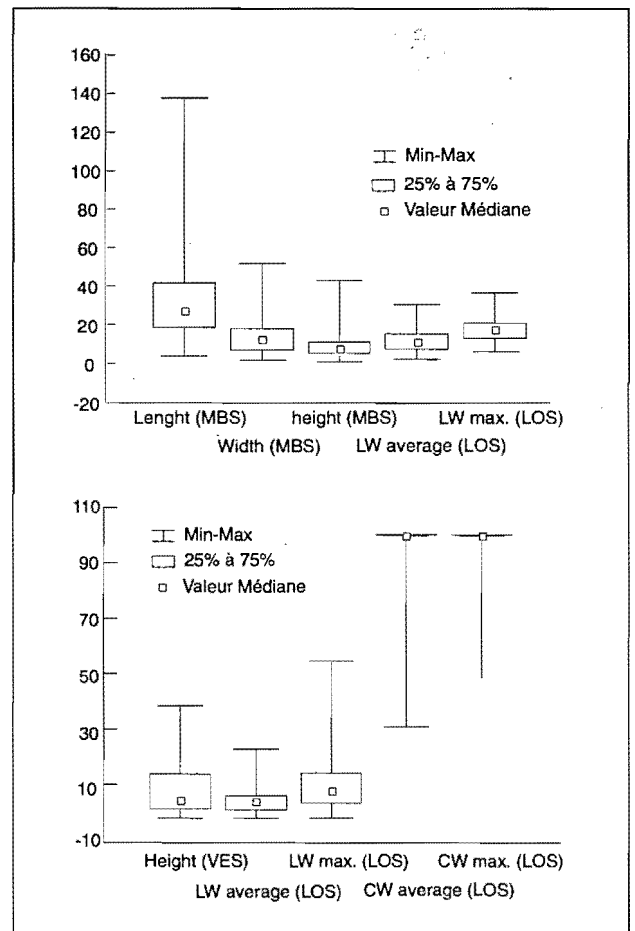 160
140
120
100
80
60
40
20
0
-20
Min-Max
25% à 75%
Valeur Médiane
Lenght (MBS) height (MBS) LW max. (LOS)
Width (MBS) LW average (LOS)
110
90
70
50
30
10
-10
Min-Max
25% à 75%
Valeur Médiane
Height (VES) LW max. (LOS) CW max. (LOS)
LW average (LOS) CW average (LOS)